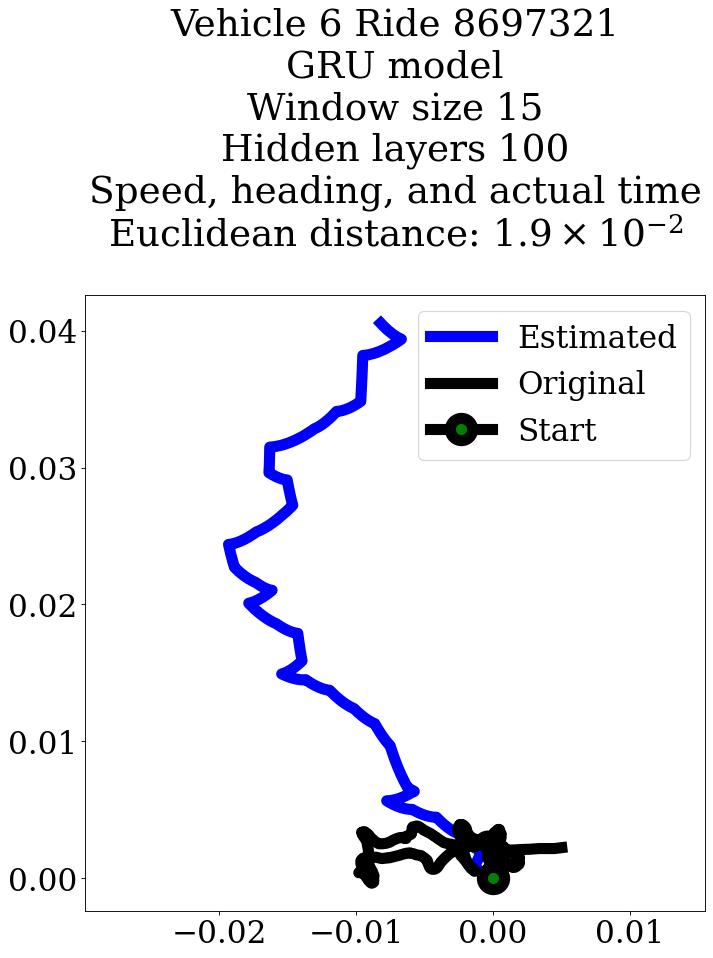 Vehicle 6 Ride 8697321
GRU model
Window size 15
Hidden layers 100
Speed, heading, and actual time
Euclidean distance: 1.9 × 10⁻²
Estimated
Original
Start
0.04
0.03
0.02
0.01
0.00
−0.02 −0.01 0.00 0.01